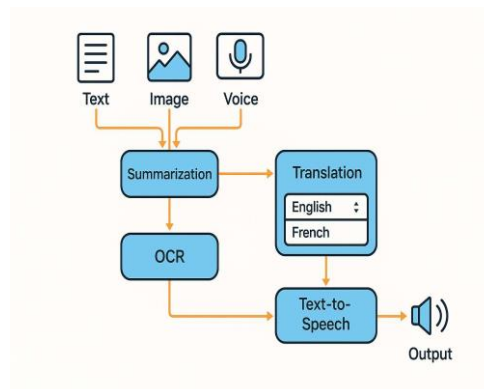 Text
Image
Voice
Summarization
Translation
English
French
OCR
Text-to-
Speech
Output